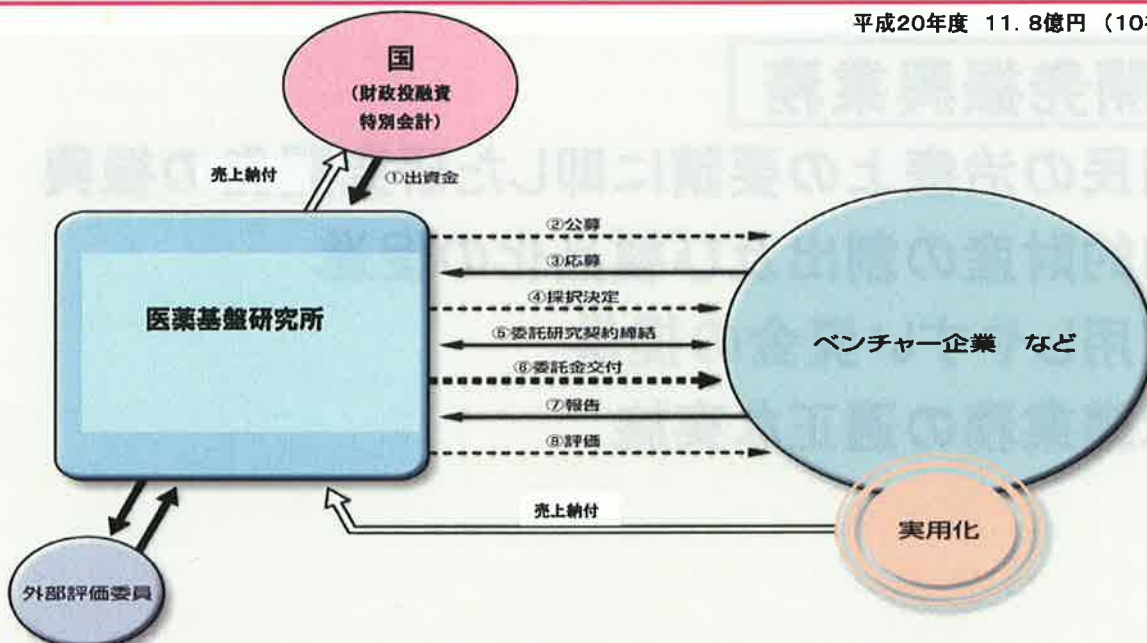 平成20年度 11.8億円 (10
国
(財政投融資
特別会計)
売上納付
①出資金
②公募
③応募
④採択決定
⑤委託研究契約締結
⑥委託金交付
⑦報告
⑧評価
医薬基盤研究所
ベンチャー企業 など
売上納付
実用化
外部評価委員